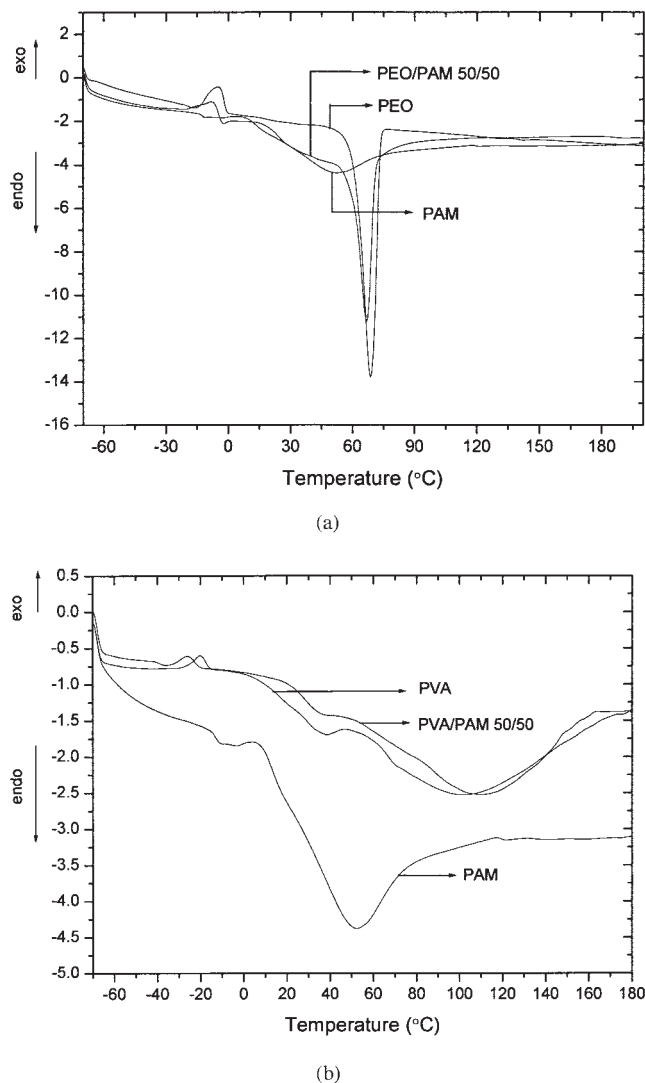 exo
endo
2
0
-2
-4
-6
-8
-10
-12
-14
-16
PEO/PAM 50/50
PEO
PAM
-60 -30 0 30 60 90 120 150 180
Temperature (°C)
(a)
exo
endo
0.5
0.0
-0.5
-1.0
-1.5
-2.0
-2.5
-3.0
-3.5
-4.0
-4.5
-5.0
PVA
PVA/PAM 50/50
PAM
-60 -40 -20 0 20 40 60 80 100 120 140 160 180
Temperature (°C)
(b)